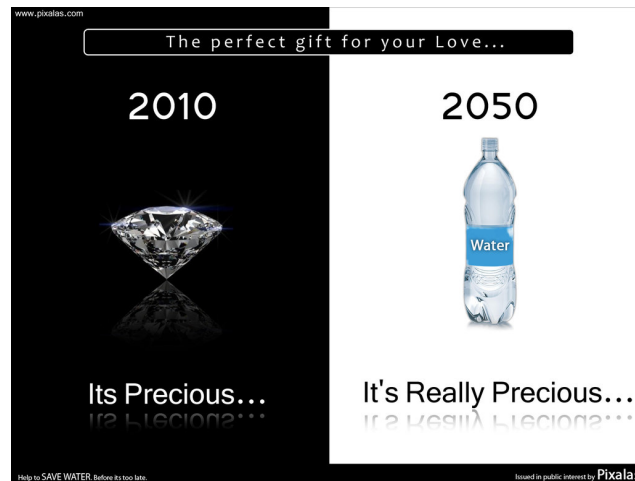 www.pixalas.com
The perfect gift for your Love...
2010
2050
Water
Its Precious...
It's Really Precious...
Help to SAVE WATER. Before its too late.
Issued in public interest by Pixalas